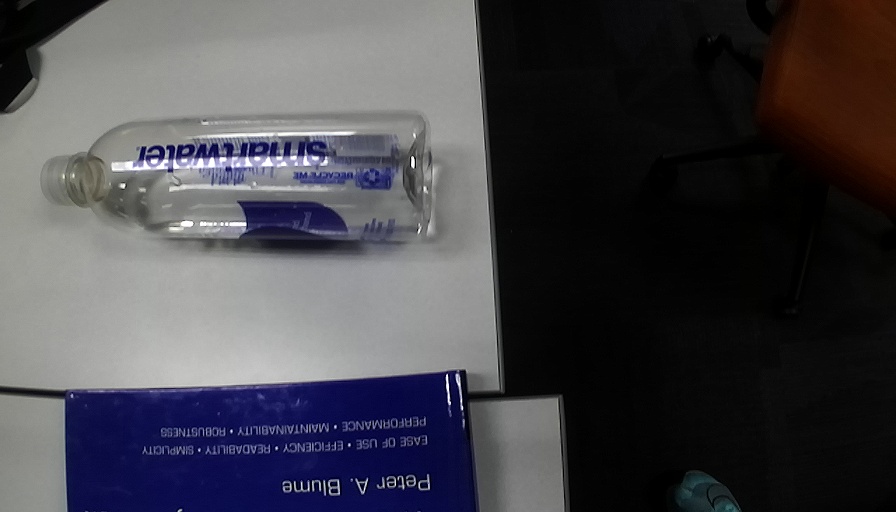 smartwater
RECYCLE ME
PERFORMANCE • MAINTAINABILITY • ROBUSTNESS
EASE OF USE • EFFICIENCY • READABILITY • SIMPLICITY
Peter A. Blume